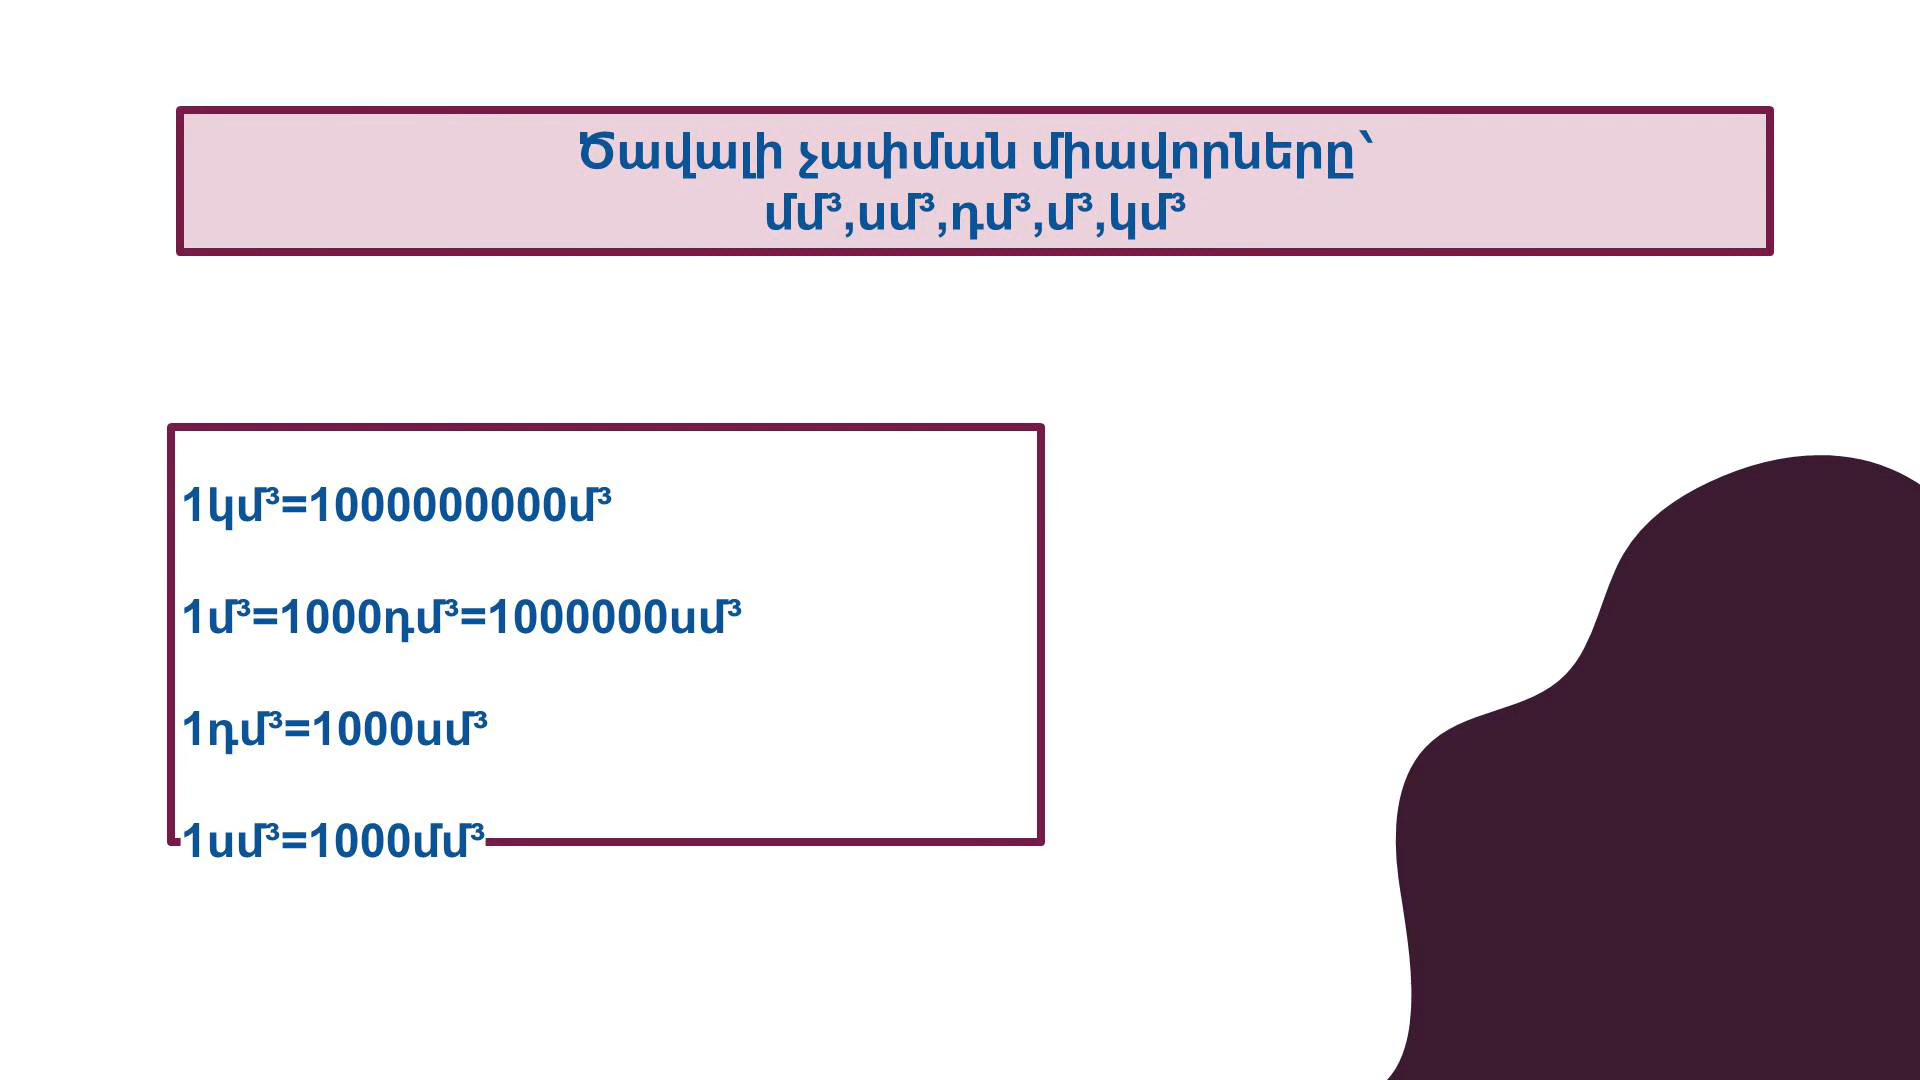 Ծավալի չափման միավորները՝
մմ³,սմ³,դմ³,մ³,կմ³
1կմ³=1000000000մ³
1մ³=1000դմ³=1000000սմ³
1դմ³=1000սմ³
1սմ³=1000մմ³